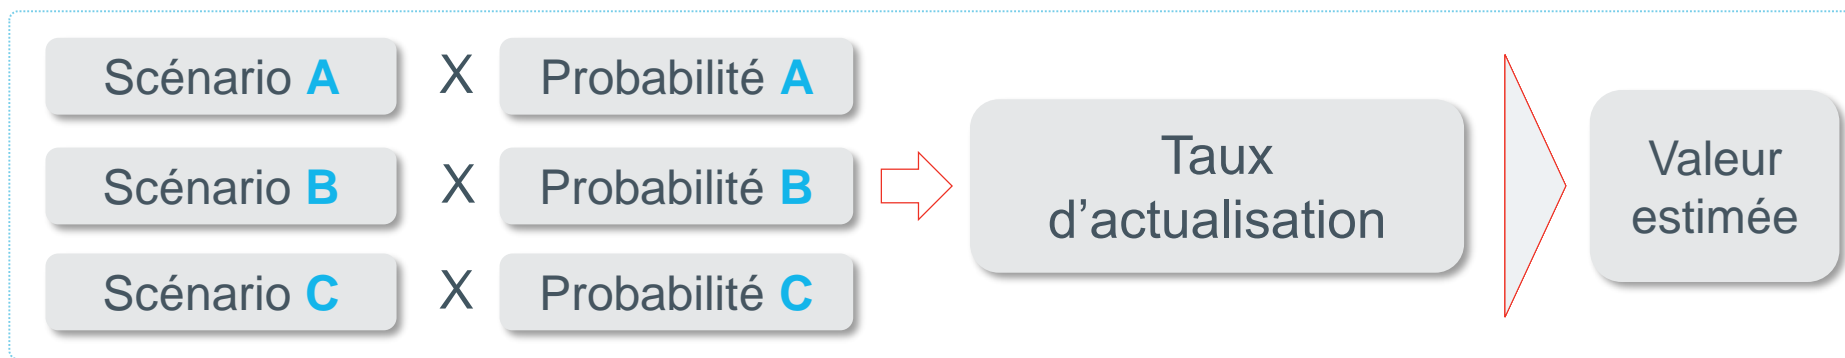 Scénario A X Probabilité A
Scénario B X Probabilité B
Scénario C X Probabilité C
Taux
d’actualisation
Valeur
estimée